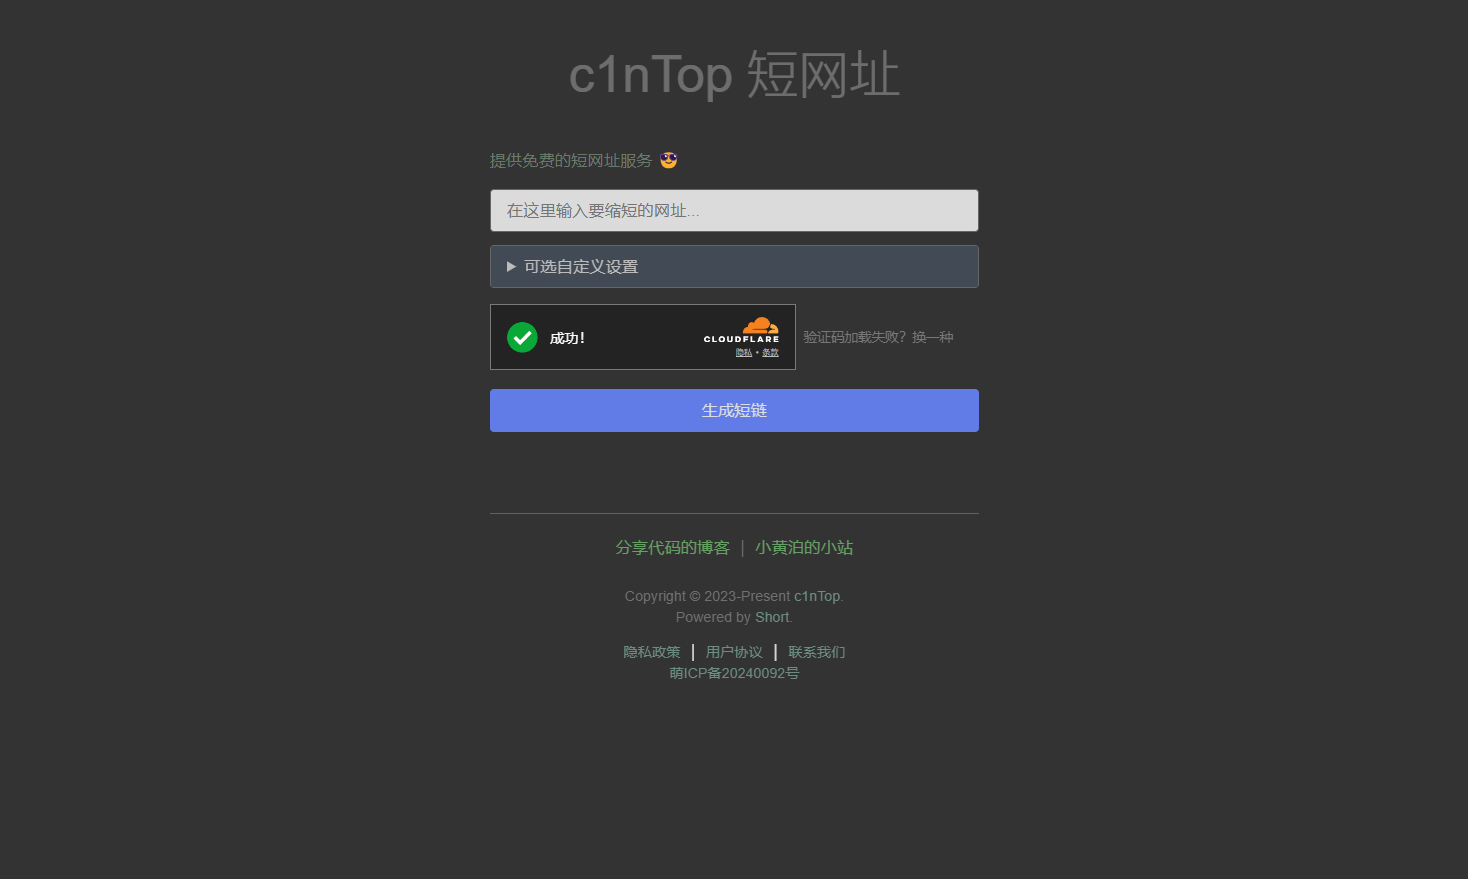 c1nTop 短网址
提供免费的短网址服务 😎
在这里输入要缩短的网址...
▶ 可选自定义设置
成功！
CLOUDFLARE
隐私 • 条款
验证码加载失败？换一种
生成短链
分享代码的博客 | 小黄泊的小站
Copyright © 2023-Present c1nTop.
Powered by Short.
隐私政策 | 用户协议 | 联系我们
萌ICP备20240092号